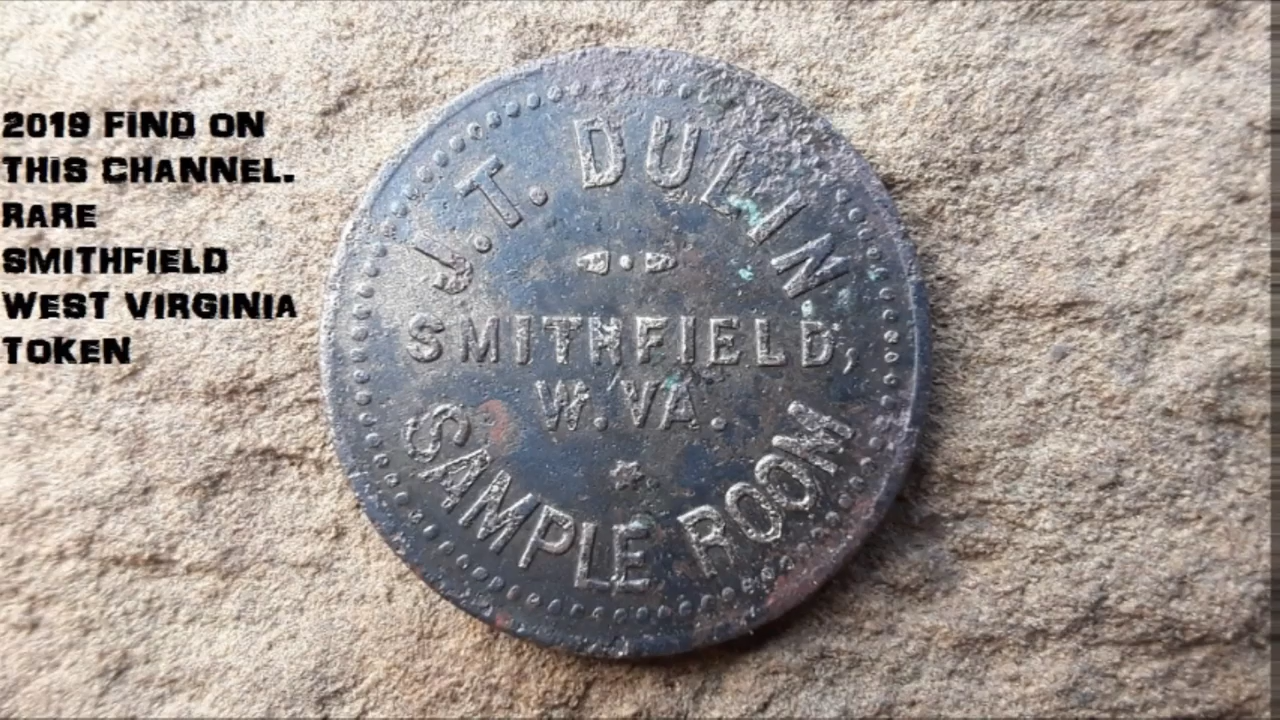 2019 FIND ON
THIS CHANNEL.
RARE
SMITHFIELD
WEST VIRGINIA
TOKEN
J.T. DULIN
SMITHFIELD,
W.VA.
SAMPLE ROOM